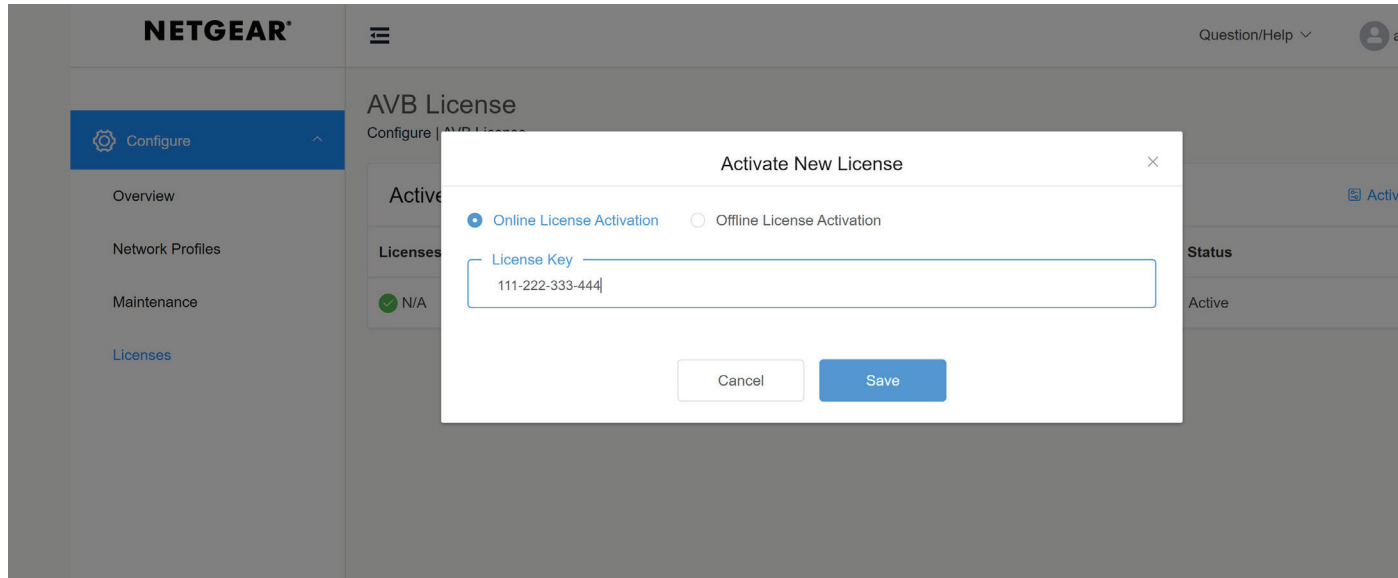 NETGEAR®
Question/Help
a
AVB License
Configure
Configure |
Activate New License
Overview
Active
Activ
Online License Activation
Offline License Activation
Network Profiles
Licenses
License Key
Status
111-222-333-444
Maintenance
N/A
Active
Licenses
Cancel
Save